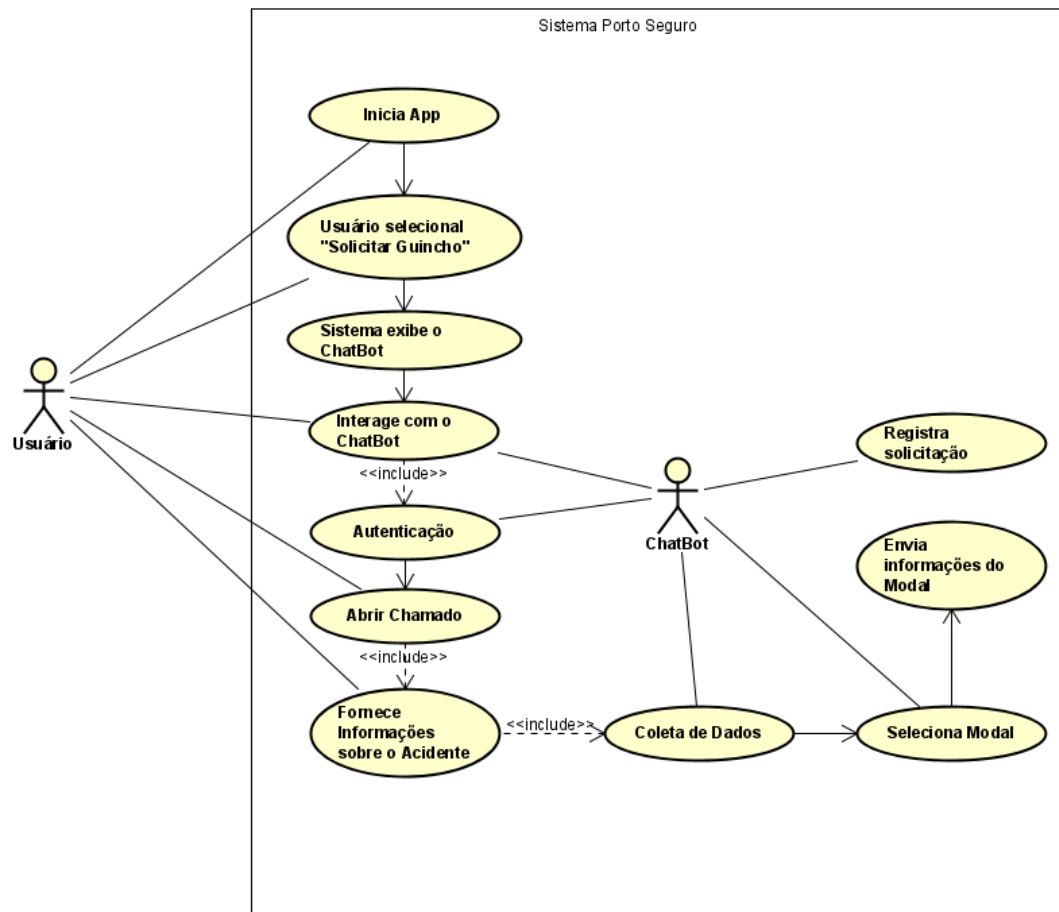 Sistema Porto Seguro
Inicia App
Usuário selecional
"Solicitar Guincho"
Sistema exibe o
ChatBot
Interage com o
ChatBot
<<include>>
Autenticação
Abrir Chamado
<<include>>
Fornece
Informações
sobre o Acidente
<<include>>
Coleta de Dados
Seleciona Modal
Envia
informações do
Modal
Registra
solicitação
ChatBot
Usuário